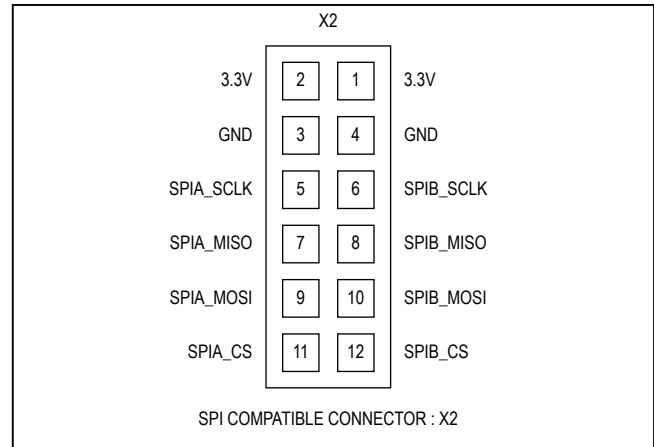 X2
3.3V 2 1 3.3V
GND 3 4 GND
SPIA_SCLK 5 6 SPIB_SCLK
SPIA_MISO 7 8 SPIB_MISO
SPIA_MOSI 9 10 SPIB_MOSI
SPIA_CS 11 12 SPIB_CS
SPI COMPATIBLE CONNECTOR : X2